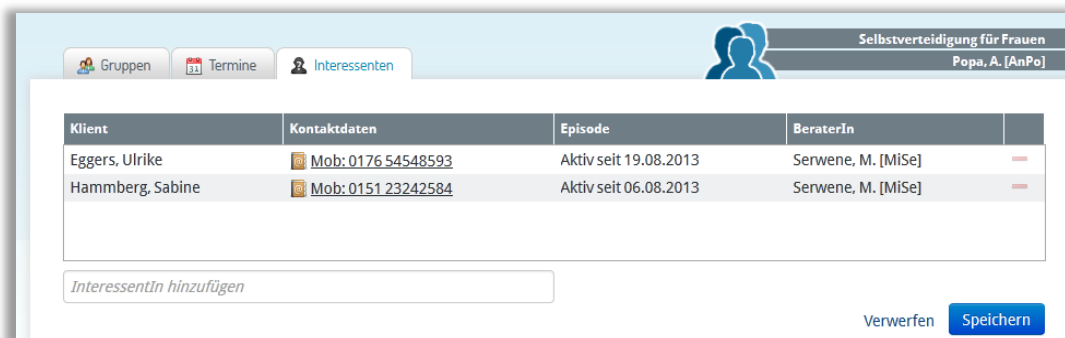 Selbstverteidigung für Frauen
Popa, A. [AnPo]
Gruppen 31 Termine Interessenten
Klient Kontaktdaten Episode BeraterIn
Eggers, Ulrike Mob: 0176 54548593 Aktiv seit 19.08.2013 Serwene, M. [MiSe]
Hammberg, Sabine Mob: 0151 23242584 Aktiv seit 06.08.2013 Serwene, M. [MiSe]
InteressentIn hinzufügen
Verwerfen Speichern